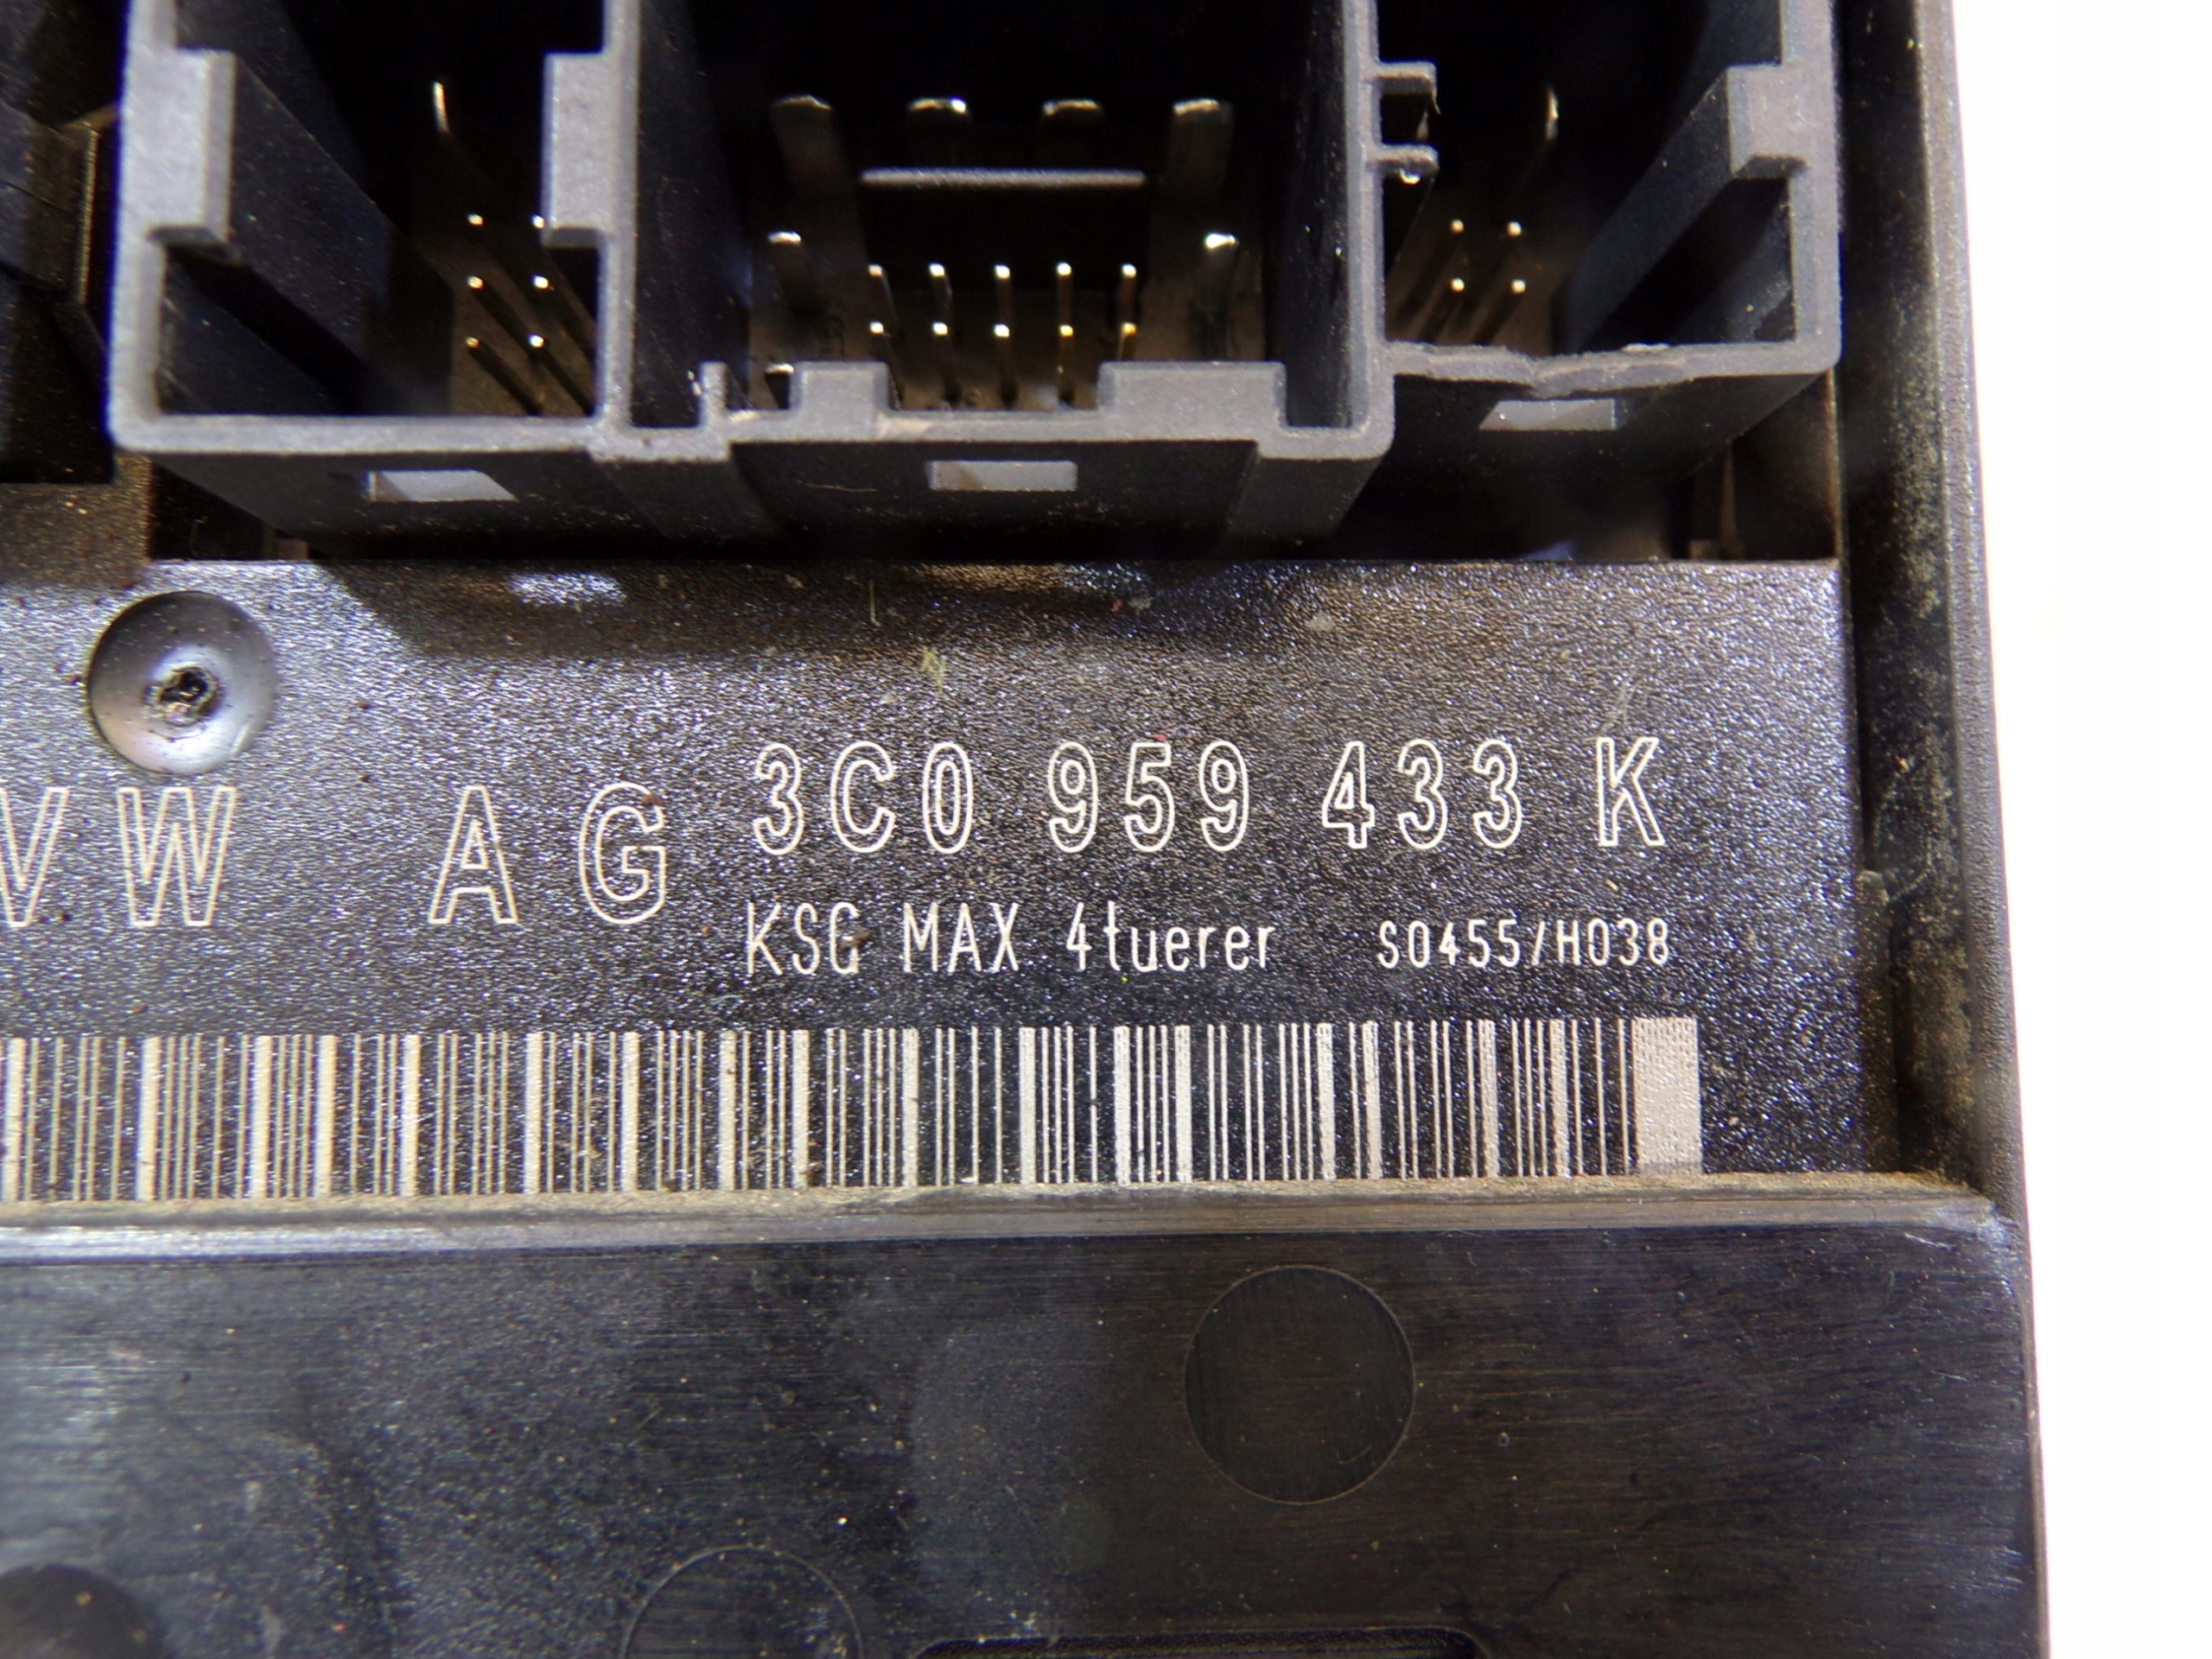 VW AG 3C0 959 433 K
KSG MAX 4tuerer S0455/H038